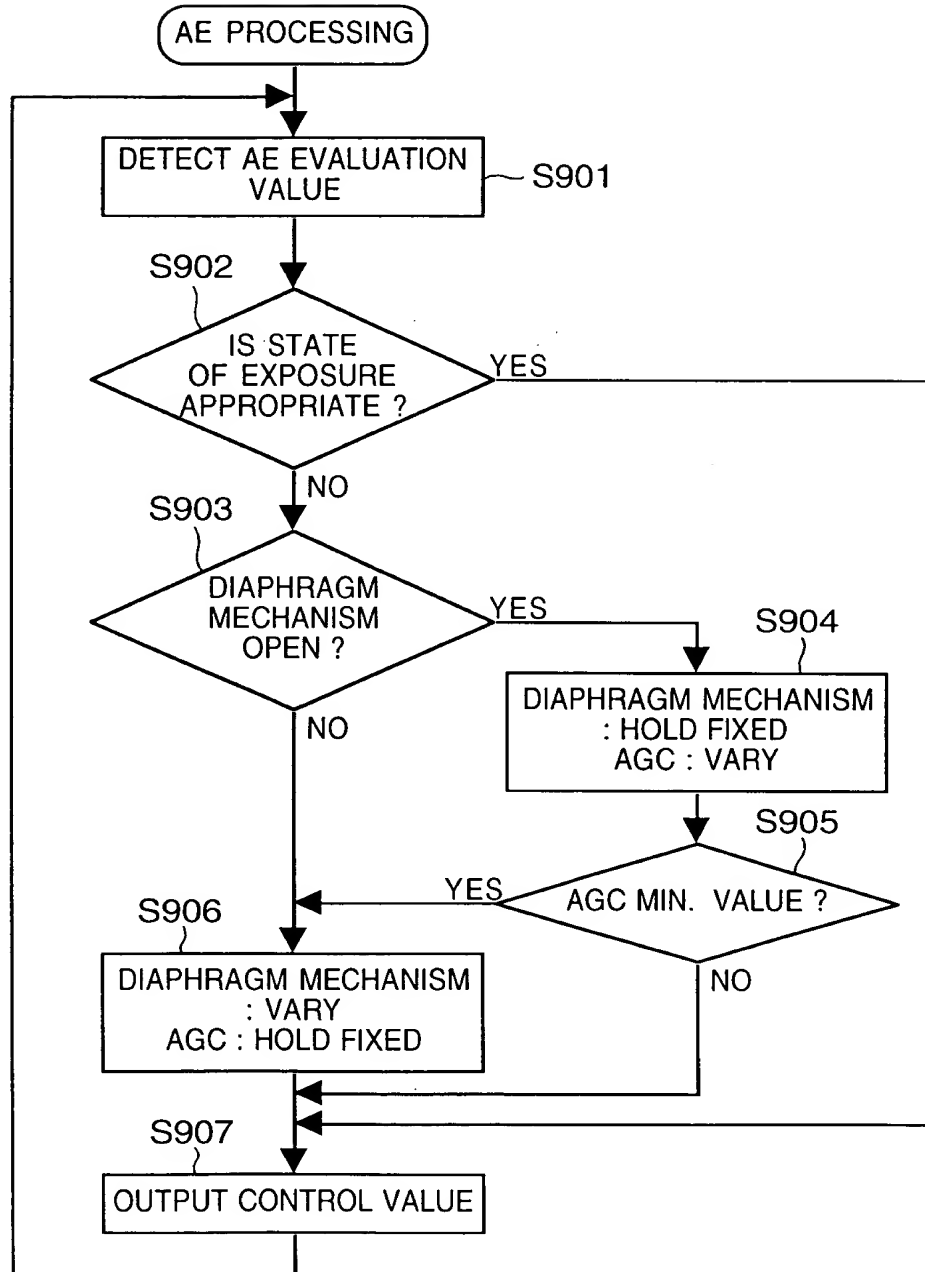 AE PROCESSING
DETECT AE EVALUATION
VALUE
S901
S902
IS STATE
OF EXPOSURE
APPROPRIATE ?
YES
NO
S903
DIAPHRAGM
MECHANISM
OPEN ?
YES
NO
S904
DIAPHRAGM MECHANISM
: HOLD FIXED
AGC : VARY
S905
AGC MIN. VALUE ?
YES
NO
S906
DIAPHRAGM MECHANISM
: VARY
AGC : HOLD FIXED
S907
OUTPUT CONTROL VALUE